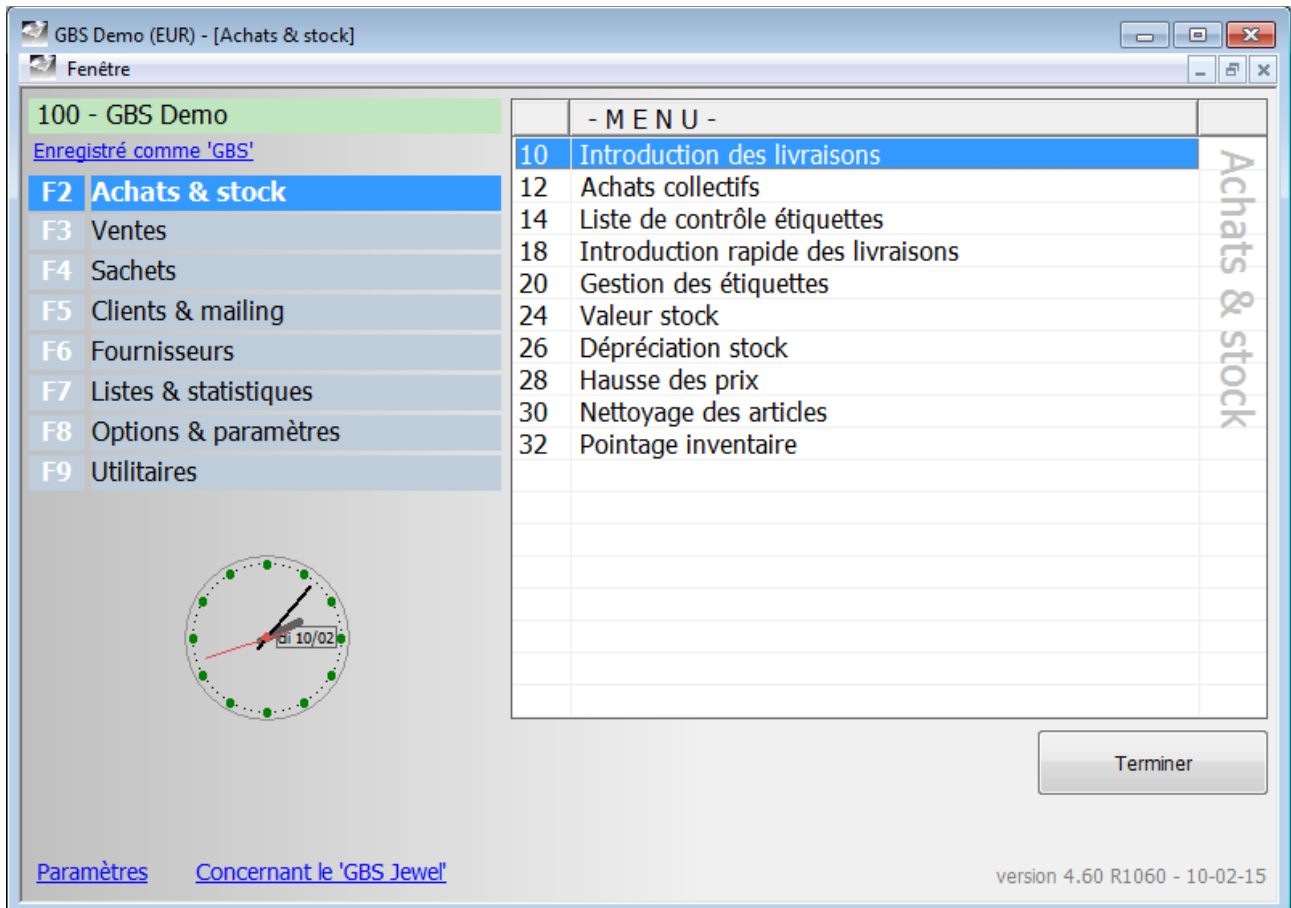 GBS Demo (EUR) - [Achats & stock]
Fenêtre
100 - GBS Demo
Enregistré comme 'GBS'
F2 Achats & stock
F3 Ventes
F4 Sachets
F5 Clients & mailing
F6 Fournisseurs
F7 Listes & statistiques
F8 Options & paramètres
F9 Utilitaires
di 10/02
- M E N U -
10 Introduction des livraisons
12 Achats collectifs
14 Liste de contrôle étiquettes
18 Introduction rapide des livraisons
20 Gestion des étiquettes
24 Valeur stock
26 Dépréciation stock
28 Hausse des prix
30 Nettoyage des articles
32 Pointage inventaire
Achats & stock
Terminer
Paramètres
Concernant le 'GBS Jewel'
version 4.60 R1060 - 10-02-15